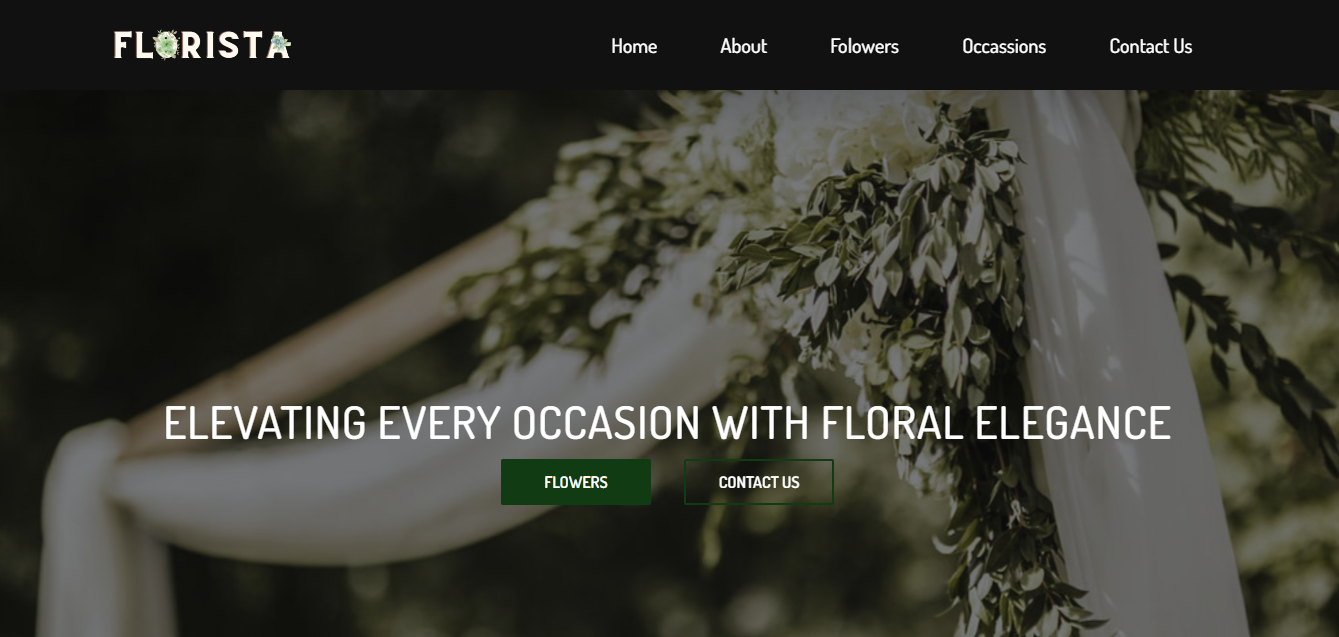 FLORISTA
Home About Folowers Occassions Contact Us
ELEVATING EVERY OCCASION WITH FLORAL ELEGANCE
FLOWERS CONTACT US